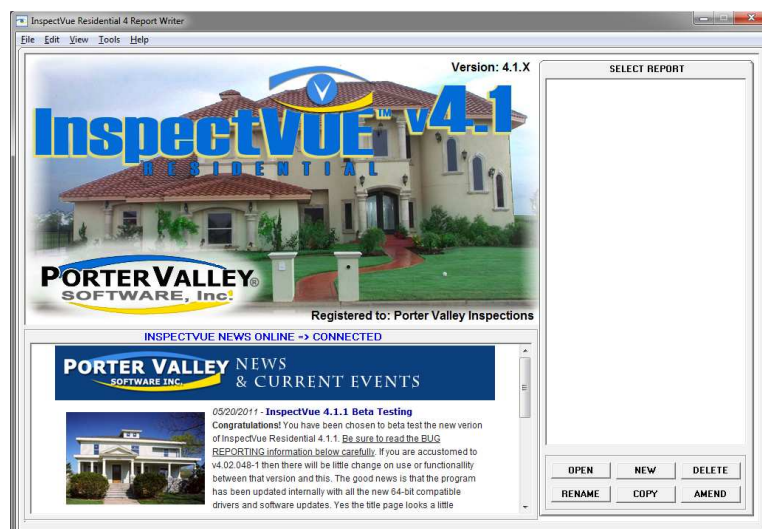 InspectVue Residential 4 Report Writer
File Edit View Tools Help
Version: 4.1.X
InspectVUE™ v4.1
RESIDENTIAL
PORTER VALLEY®
SOFTWARE, Inc.
Registered to: Porter Valley Inspections
INSPECTVUE NEWS ONLINE -> CONNECTED
PORTER VALLEY
SOFTWARE INC.
NEWS
& CURRENT EVENTS
05/20/2011 - InspectVue 4.1.1 Beta Testing
Congratulations! You have been chosen to beta test the new verion
of InspectVue Residential 4.1.1. Be sure to read the BUG
REPORTING information below carefully. If you are accustomed to
v4.02.048-1 then there will be little change on use or functionallity
between that version and this. The good news is that the program
has been updated internally with all the new 64-bit compatible
drivers and software updates. Yes the title page looks a little
SELECT REPORT
OPEN NEW DELETE
RENAME COPY AMEND